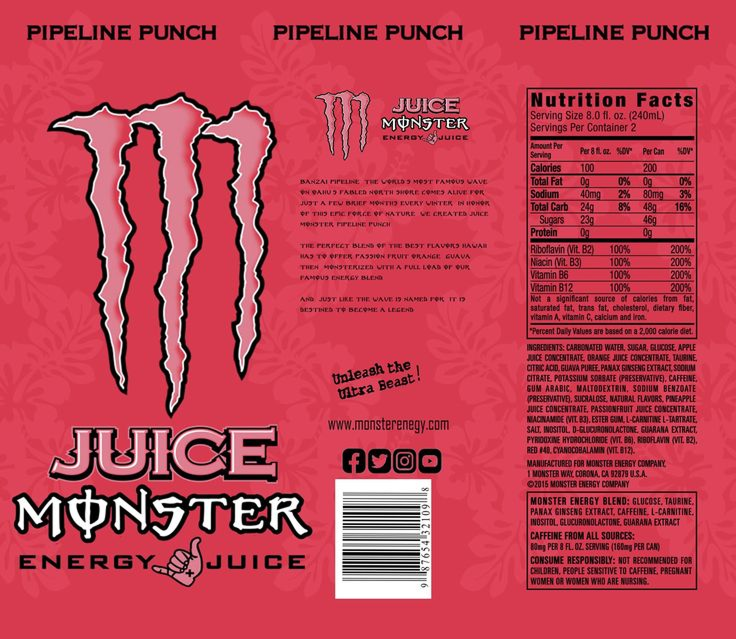 PIPELINE PUNCH
JUICE
MONSTER
ENERGY JUICE
PIPELINE PUNCH
JUICE
MONSTER
ENERGY JUICE
BANZAI PIPELINE THE WORLD'S MOST FAMOUS WAVE
ON OAHU'S FABLED NORTH SHORE COMES ALIVE FOR
JUST A FEW BRIEF MONTHS EVERY WINTER IN HONOR
OF THIS EPIC FORCE OF NATURE WE CREATED JUICE
MONSTER PIPELINE PUNCH
THE PERFECT BLEND OF THE BEST FLAVORS HAWAII
HAS TO OFFER PASSION FRUIT ORANGE GUAVA
THEN MONSTERIZED WITH A FULL LOAD OF OUR
FAMOUS ENERGY BLEND
AND JUST LIKE THE WAVE IS NAMED FOR IT IS
DESTINED TO BECOME A LEGEND
Unleash the
Ultra Beast!
www.monsterenegy.com
9 87654 32109 8
PIPELINE PUNCH
Nutrition Facts
Serving Size 8.0 fl. oz. (240mL)
Servings Per Container 2
Amount Per Serving Per 8 fl. oz. %DV* Per Can %DV*
Calories 100 200
Total Fat 0g 0% 0g 0%
Sodium 40mg 2% 80mg 3%
Total Carb 24g 8% 48g 16%
Sugars 23g 46g
Protein 0g 0g
Riboflavin (Vit. B2) 100% 200%
Niacin (Vit. B3) 100% 200%
Vitamin B6 100% 200%
Vitamin B12 100% 200%
Not a significant source of calories from fat,
saturated fat, trans fat, cholesterol, dietary fiber,
vitamin A, vitamin C, calcium and iron.
*Percent Daily Values are based on a 2,000 calorie diet.
INGREDIENTS: CARBONATED WATER, SUGAR, GLUCOSE, APPLE
JUICE CONCENTRATE, ORANGE JUICE CONCENTRATE, TAURINE,
CITRIC ACID, GUAVA PUREE, PANAX GINSENG EXTRACT, SODIUM
CITRATE, POTASSIUM SORBATE (PRESERVATIVE), CAFFEINE,
GUM ARABIC, MALTODEXTRIN, SODIUM BENZOATE
(PRESERVATIVE), SUCRALOSE, NATURAL FLAVORS, PINEAPPLE
JUICE CONCENTRATE, PASSIONFRUIT JUICE CONCENTRATE,
NIACINAMIDE (VIT. B3), ESTER GUM, L-CARNITINE L-TARTRATE,
SALT, INOSITOL, D-GLUCURONOLACTONE, GUARANA EXTRACT,
PYRIDOXINE HYDROCHLORIDE (VIT. B6), RIBOFLAVIN (VIT. B2),
RED #40, CYANOCOBALAMIN (VIT. B12).
MANUFACTURED FOR MONSTER ENERGY COMPANY,
1 MONSTER WAY, CORONA, CA 92879 U.S.A.
©2015 MONSTER ENERGY COMPANY
MONSTER ENERGY BLEND: GLUCOSE, TAURINE,
PANAX GINSENG EXTRACT, CAFFEINE, L-CARNITINE,
INOSITOL, GLUCURONOLACTONE, GUARANA EXTRACT
CAFFEINE FROM ALL SOURCES:
80mg PER 8 FL. OZ. SERVING (160mg PER CAN)
CONSUME RESPONSIBLY: NOT RECOMMENDED FOR
CHILDREN, PEOPLE SENSITIVE TO CAFFEINE, PREGNANT
WOMEN OR WOMEN WHO ARE NURSING.